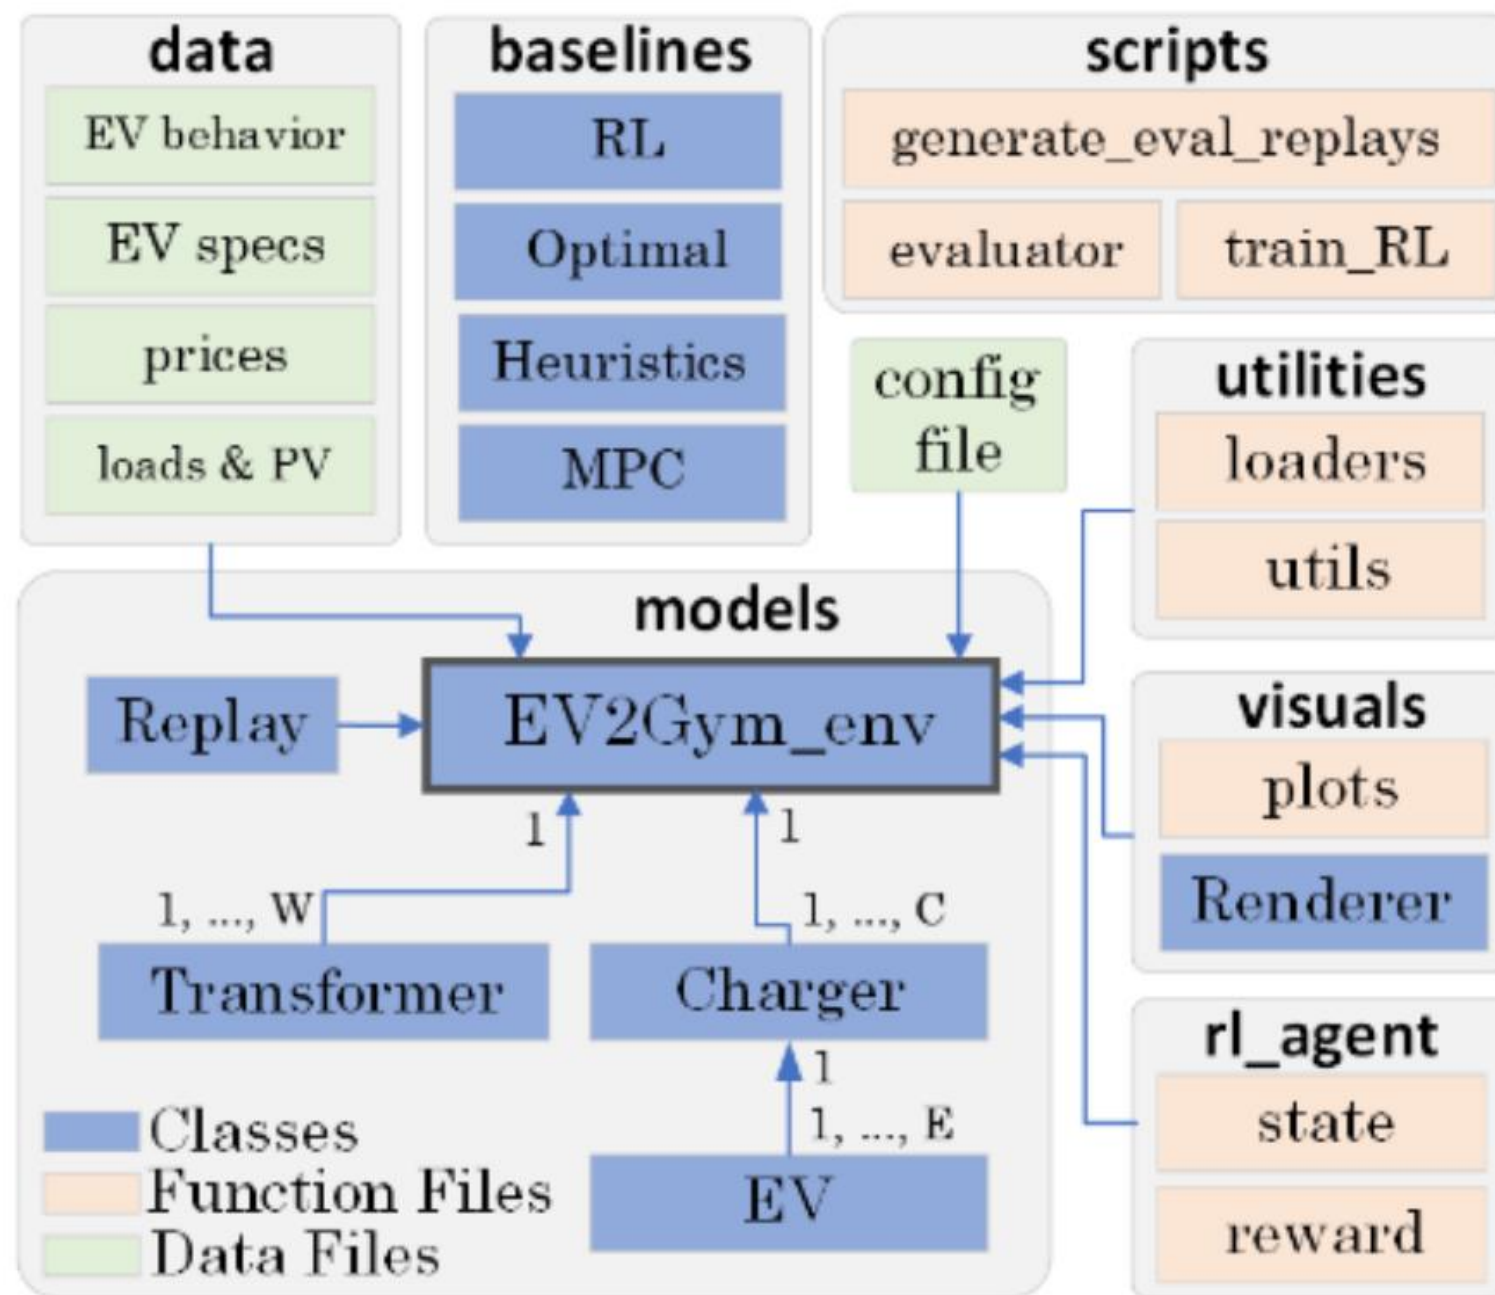 data
EV behavior
EV specs
prices
loads & PV
baselines
RL
Optimal
Heuristics
MPC
scripts
generate_eval_replays
evaluator
train_RL
config
file
utilities
loaders
utils
models
Replay
EV2Gym_env
1
1
1, ..., W
1, ..., C
Transformer
Charger
1
1, ..., E
EV
Classes
Function Files
Data Files
visuals
plots
Renderer
rl_agent
state
reward